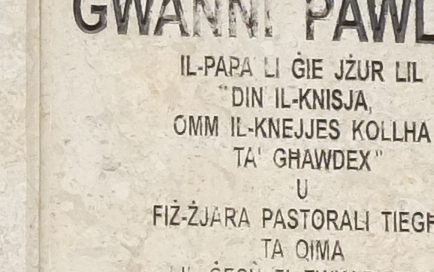 GWANNI PAWL
IL-PAPA LI ĠIE JŻUR LIL
"DIN IL-KNISJA,
OMM IL-KNEJJES KOLLHA
TA' GĦAWDEX"
U
FIŻ-ŻJARA PASTORALI TIEGĦ
TA QIMA